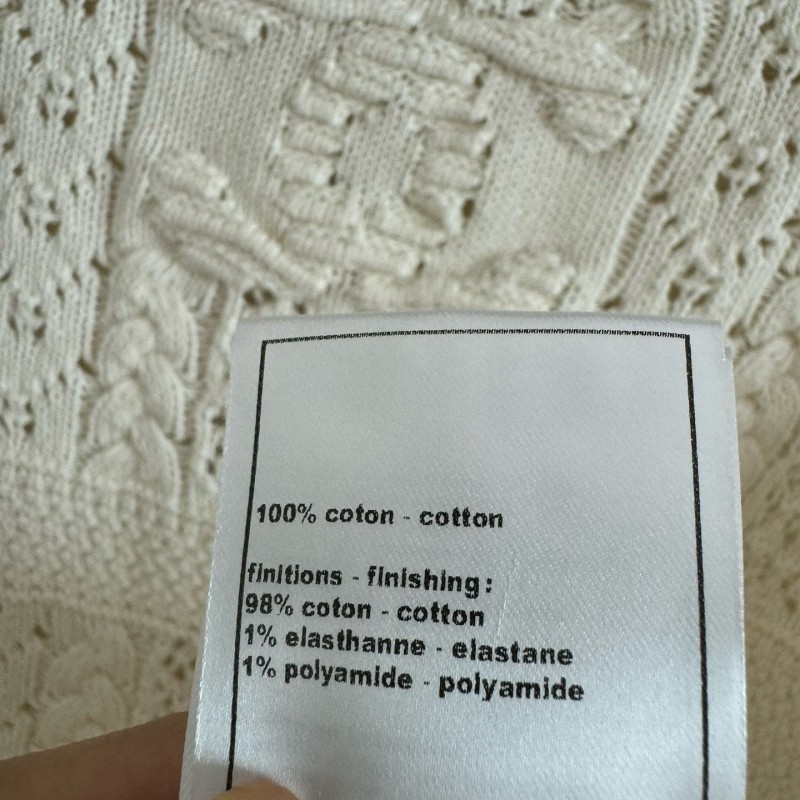 100% coton - cotton
finitions - finishing:
98% coton - cotton
1% elasthanne - elastane
1% polyamide - polyamide